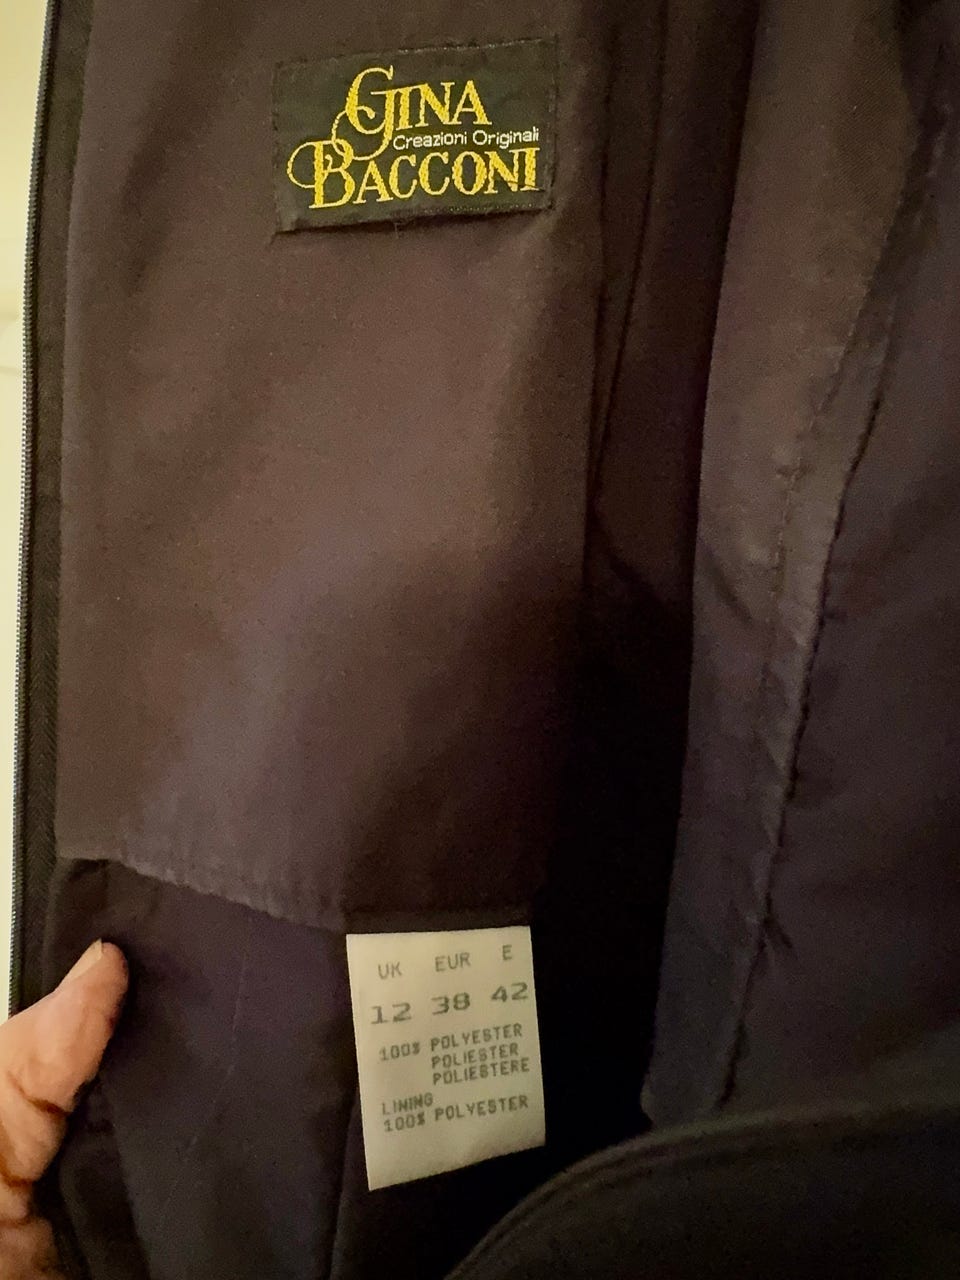 GINA
Creazioni Originali
BACCONI
UK EUR E
12 38 42
100% POLYESTER
POLIESTER
POLIESTERE
LINING
100% POLYESTER